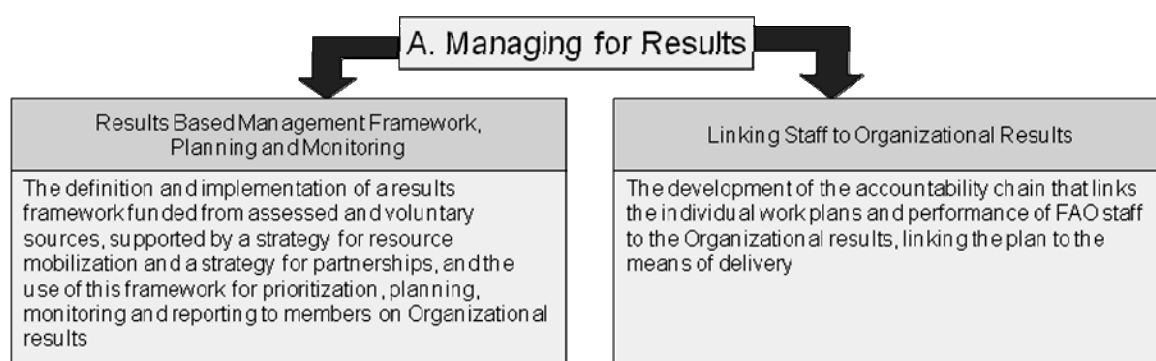 A. Managing for Results
Results Based Management Framework,
Planning and Monitoring
The definition and implementation of a results
framework funded from assessed and voluntary
sources, supported by a strategy for resource
mobilization and a strategy for partnerships, and the
use of this framework for prioritization, planning,
monitoring and reporting to members on Organizational
results
Linking Staff to Organizational Results
The development of the accountability chain that links
the individual work plans and performance of FAO staff
to the Organizational results, linking the plan to the
means of delivery